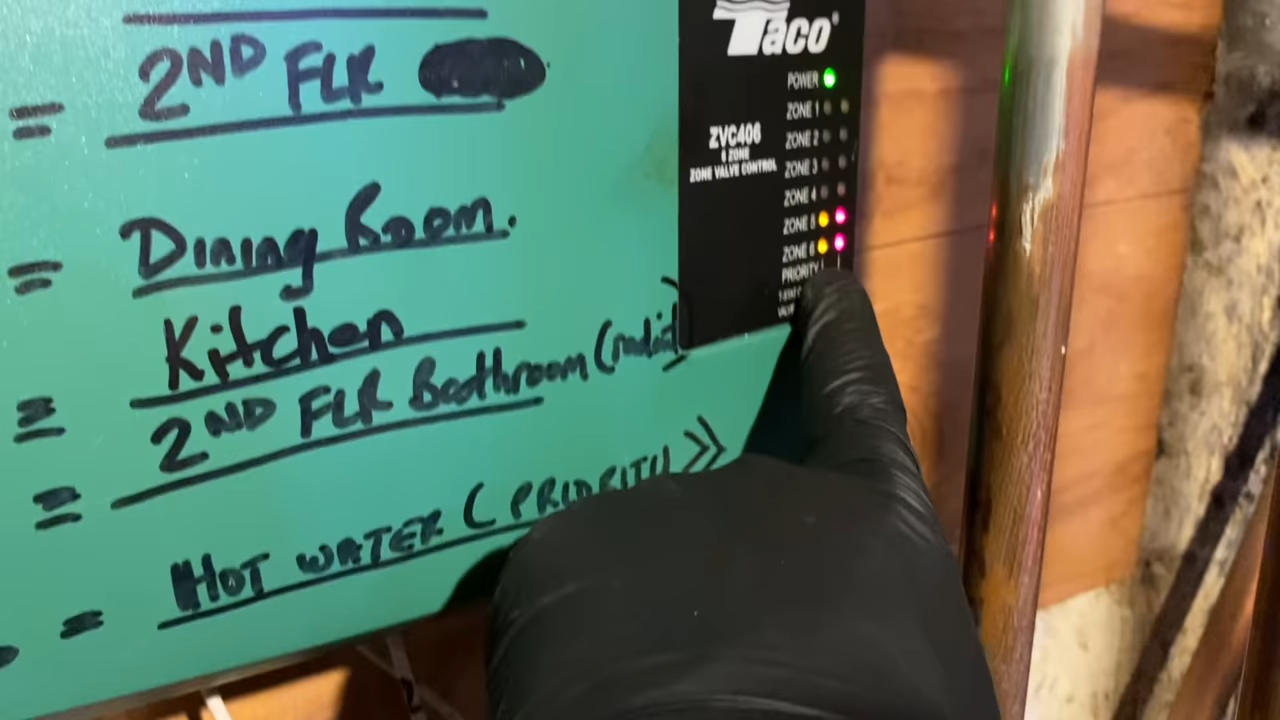 Taco
= 2ND FLR
POWER
ZONE 1
ZONE 2
ZONE 3
ZONE 4
ZONE 5
ZONE 6
PRIORITY
ZVC406
6 ZONE
ZONE VALVE CONTROL
= Dining Room.
Kitchen
= 2ND FLR Bathroom (radiat)
= HOT WATER (PRIORITY)